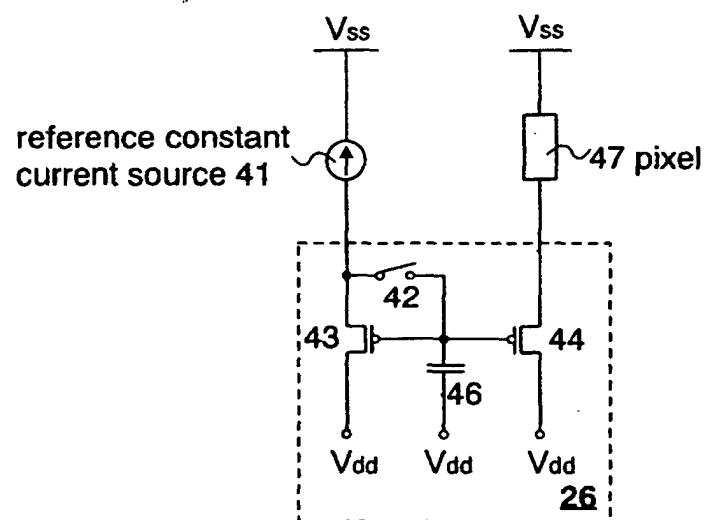 Vss
Vss
reference constant
current source 41
47 pixel
42
43
44
46
Vdd
Vdd
Vdd
26